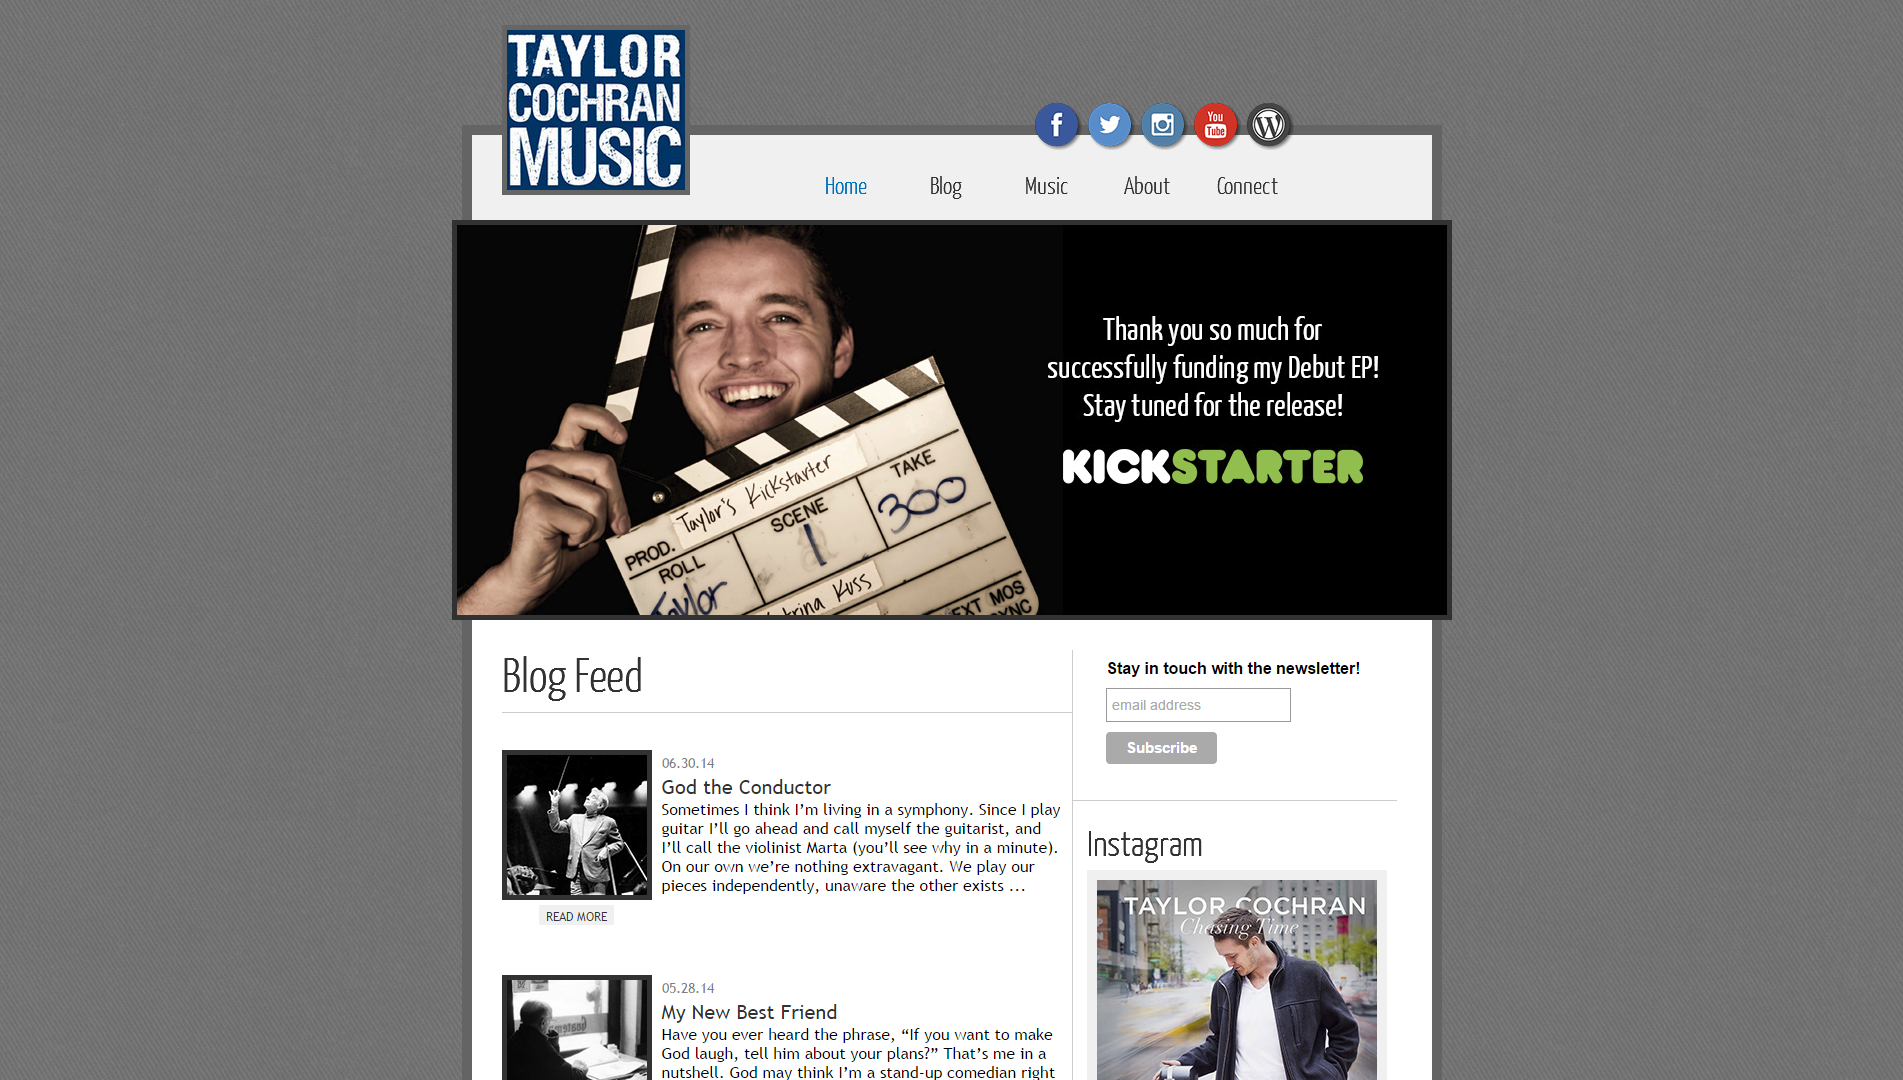 TAYLOR
COCHRAN
MUSIC
You
Tube
Home
Blog
Music
About
Connect
Thank you so much for
successfully funding my Debut EP!
Stay tuned for the release!
KICKSTARTER
Taylor's Kickstarter
PROD.
ROLL
SCENE
TAKE
Taylor
1
300
Kuss
EXT MOS
SYNC
Blog Feed
06.30.14
God the Conductor
Sometimes I think I’m living in a symphony. Since I play
guitar I’ll go ahead and call myself the guitarist, and
I’ll call the violinist Marta (you’ll see why in a minute).
On our own we’re nothing extravagant. We play our
pieces independently, unaware the other exists ...
READ MORE
05.28.14
My New Best Friend
Have you ever heard the phrase, “If you want to make
God laugh, tell him about your plans?” That’s me in a
nutshell. God may think I’m a stand-up comedian right
Stay in touch with the newsletter!
email address
Subscribe
Instagram
TAYLOR COCHRAN
Chasing Time